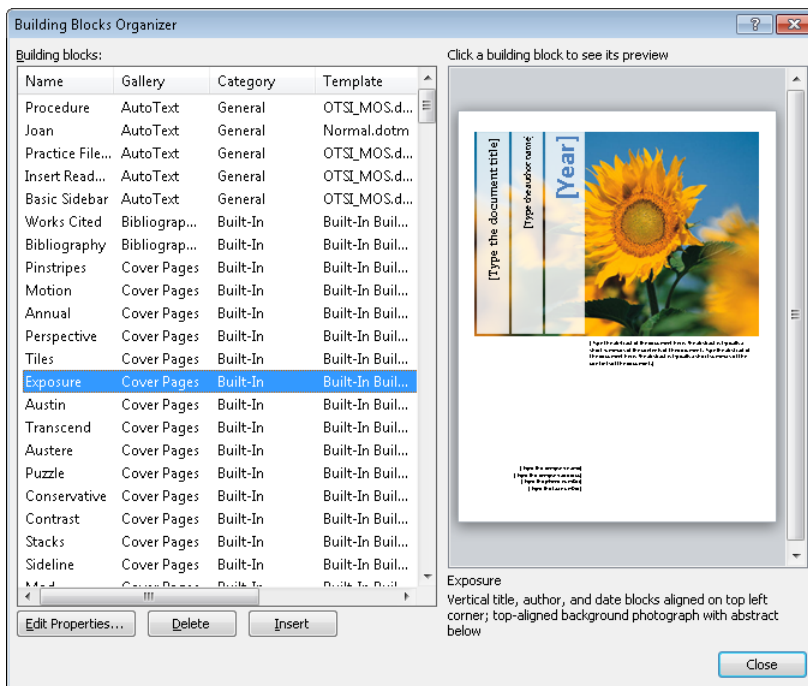 Building Blocks Organizer
Building blocks:
Click a building block to see its preview
Name Gallery Category Template
Procedure AutoText General OTSI_MOS.d...
Joan AutoText General Normal.dotm
Practice File... AutoText General OTSI_MOS.d...
Insert Read... AutoText General OTSI_MOS.d...
Basic Sidebar AutoText General OTSI_MOS.d...
Works Cited Bibliograp... Built-In Built-In Buil...
Bibliography Bibliograp... Built-In Built-In Buil...
Pinstripes Cover Pages Built-In Built-In Buil...
Motion Cover Pages Built-In Built-In Buil...
Annual Cover Pages Built-In Built-In Buil...
Perspective Cover Pages Built-In Built-In Buil...
Tiles Cover Pages Built-In Built-In Buil...
Exposure Cover Pages Built-In Built-In Buil...
Austin Cover Pages Built-In Built-In Buil...
Transcend Cover Pages Built-In Built-In Buil...
Austere Cover Pages Built-In Built-In Buil...
Puzzle Cover Pages Built-In Built-In Buil...
Conservative Cover Pages Built-In Built-In Buil...
Contrast Cover Pages Built-In Built-In Buil...
Stacks Cover Pages Built-In Built-In Buil...
Sideline Cover Pages Built-In Built-In Buil...
[Type the document title]
[Type the author name]
[Year]
Exposure
Vertical title, author, and date blocks aligned on top left
corner; top-aligned background photograph with abstract
below
Edit Properties... Delete Insert
Close